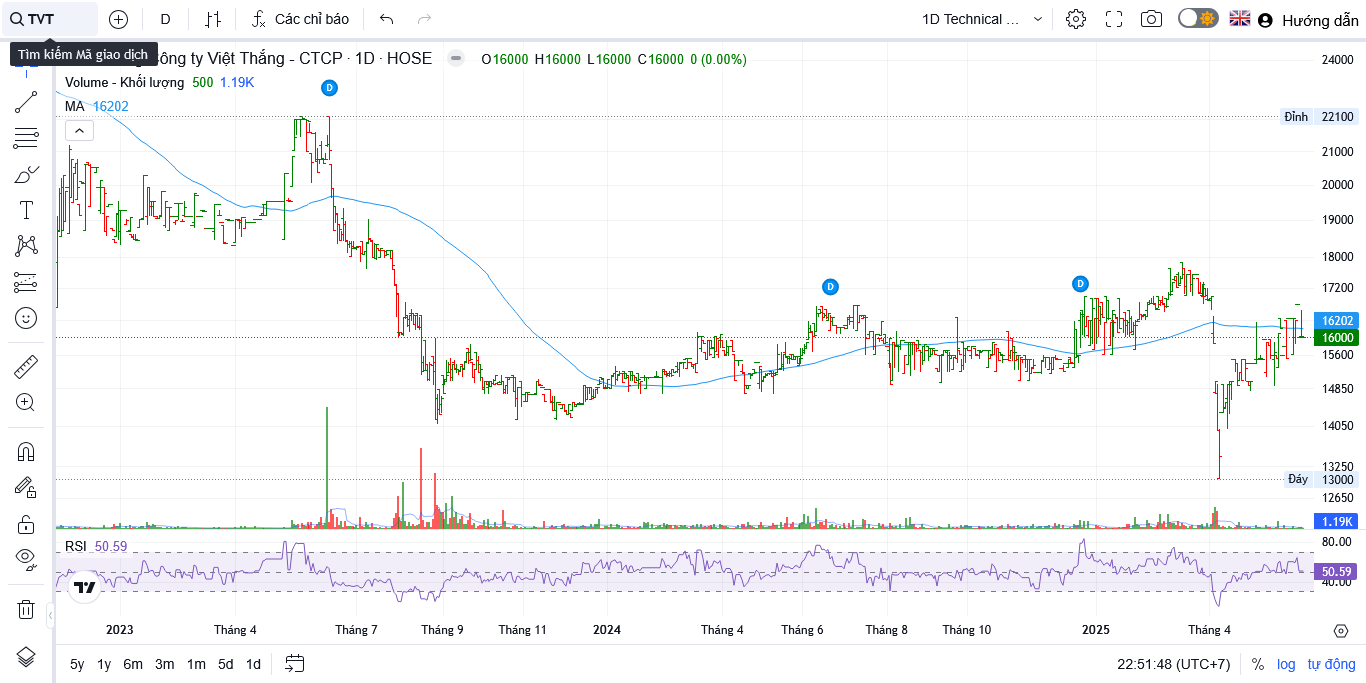 TVT D Các chỉ báo 1D Technical ... Hướng dẫn
Tìm kiếm Mã giao dịch
ông ty Việt Thắng - CTCP · 1D · HOSE O16000 H16000 L16000 C16000 0 (0.00%)
Volume - Khối lượng 500 1.19K
MA 16202
D
D
D
24000
Đỉnh 22100
21000
20000
19000
18000
17200
16202
16000
15600
14850
14050
13250
Đáy 13000
12650
1.19K
RSI 50.59
80.00
50.59
40.00
2023 Tháng 4 Tháng 7 Tháng 9 Tháng 11 2024 Tháng 4 Tháng 6 Tháng 8 Tháng 10 2025 Tháng 4
5y 1y 6m 3m 1m 5d 1d 22:51:48 (UTC+7) % log tự động